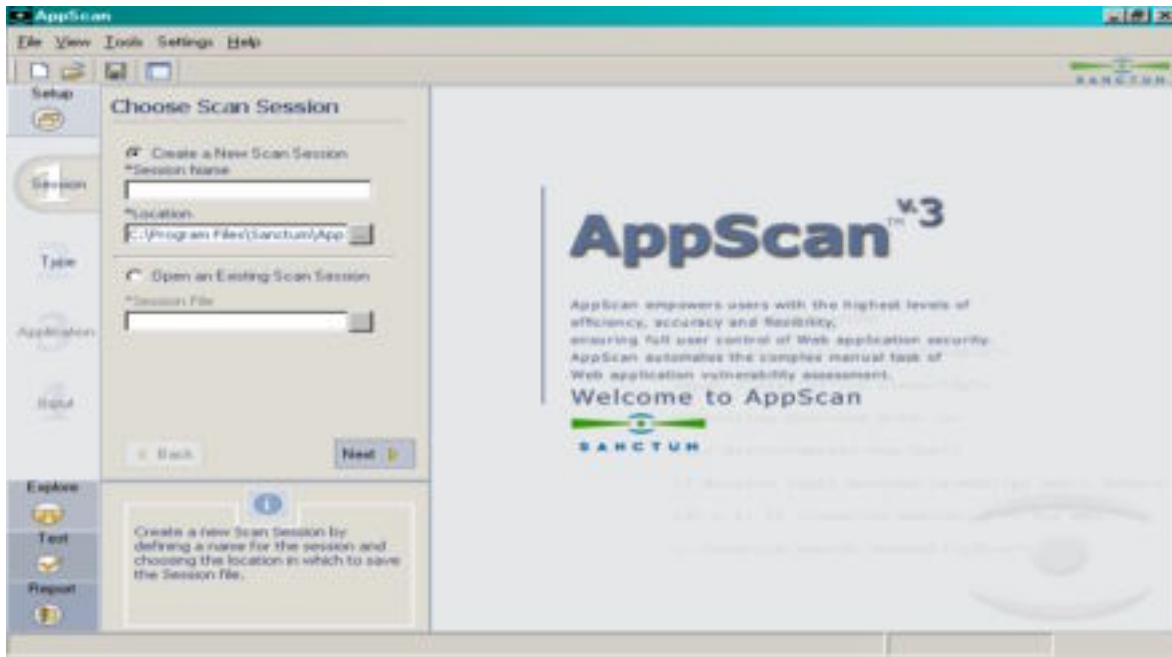 AppScan
File View Tools Settings Help
SANCTUM
Setup
Choose Scan Session
Create a New Scan Session
*Session Name
1
Session
*Location
C:\Program Files\Sanctum\App
...
Type
Open an Existing Scan Session
*Session File
Application
Input
Back
Next
Explore
Test
Report
Create a new Scan Session by
defining a name for the session and
choosing the location in which to save
the Session file.
AppScan™ v.3
AppScan empowers users with the highest levels of
efficiency, accuracy and flexibility,
ensuring full user control of Web application security.
AppScan automates the complex manual task of
Web application vulnerability assessment.
Welcome to AppScan
SANCTUM